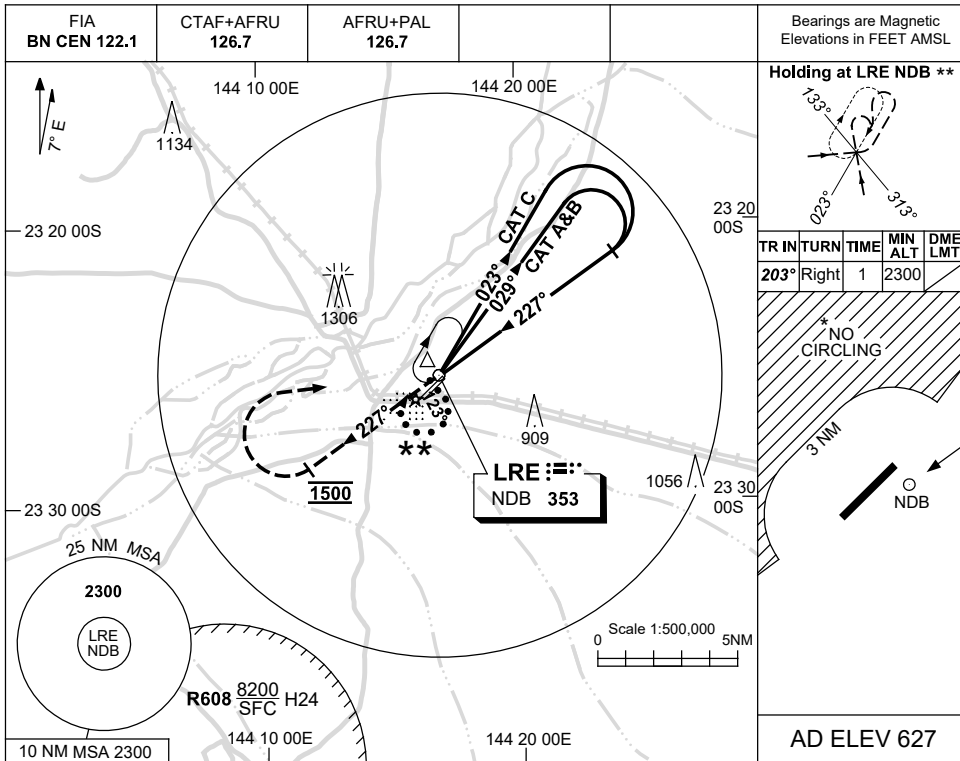 FIA
BN CEN 122.1
CTAF+AFRU
126.7
AFRU+PAL
126.7
Bearings are Magnetic
Elevations in FEET AMSL
144 10 00E
144 20 00E
7° E
1134
23 20 00S
23 20
00S
CAT C
CAT A&B
023°
029°
227°
1306
227°
23°
**
909
1056
1500
LRE
NDB 353
23 30 00S
23 30
00S
25 NM MSA
2300
LRE
NDB
10 NM MSA 2300
R608 8200
SFC H24
144 10 00E
144 20 00E
Scale 1:500,000
0 5NM
Holding at LRE NDB **
133°
023°
313°
TR IN TURN TIME MIN ALT DME LMT
203° Right 1 2300
*NO
CIRCLING
3 NM
NDB
AD ELEV 627